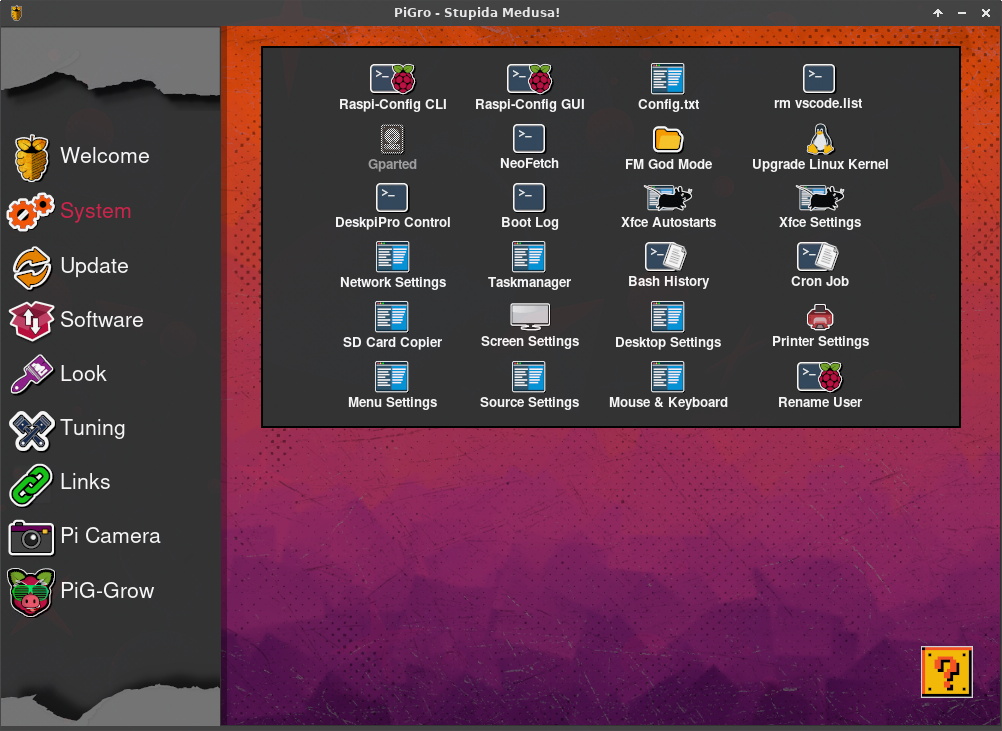 PiGro - Stupida Medusa!
Welcome
System
Update
Software
Look
Tuning
Links
Pi Camera
PiG-Grow
Raspi-Config CLI Raspi-Config GUI Config.txt rm vscode.list
Gparted NeoFetch FM God Mode Upgrade Linux Kernel
DeskpiPro Control Boot Log Xfce Autostarts Xfce Settings
Network Settings Taskmanager Bash History Cron Job
SD Card Copier Screen Settings Desktop Settings Printer Settings
Menu Settings Source Settings Mouse & Keyboard Rename User
?